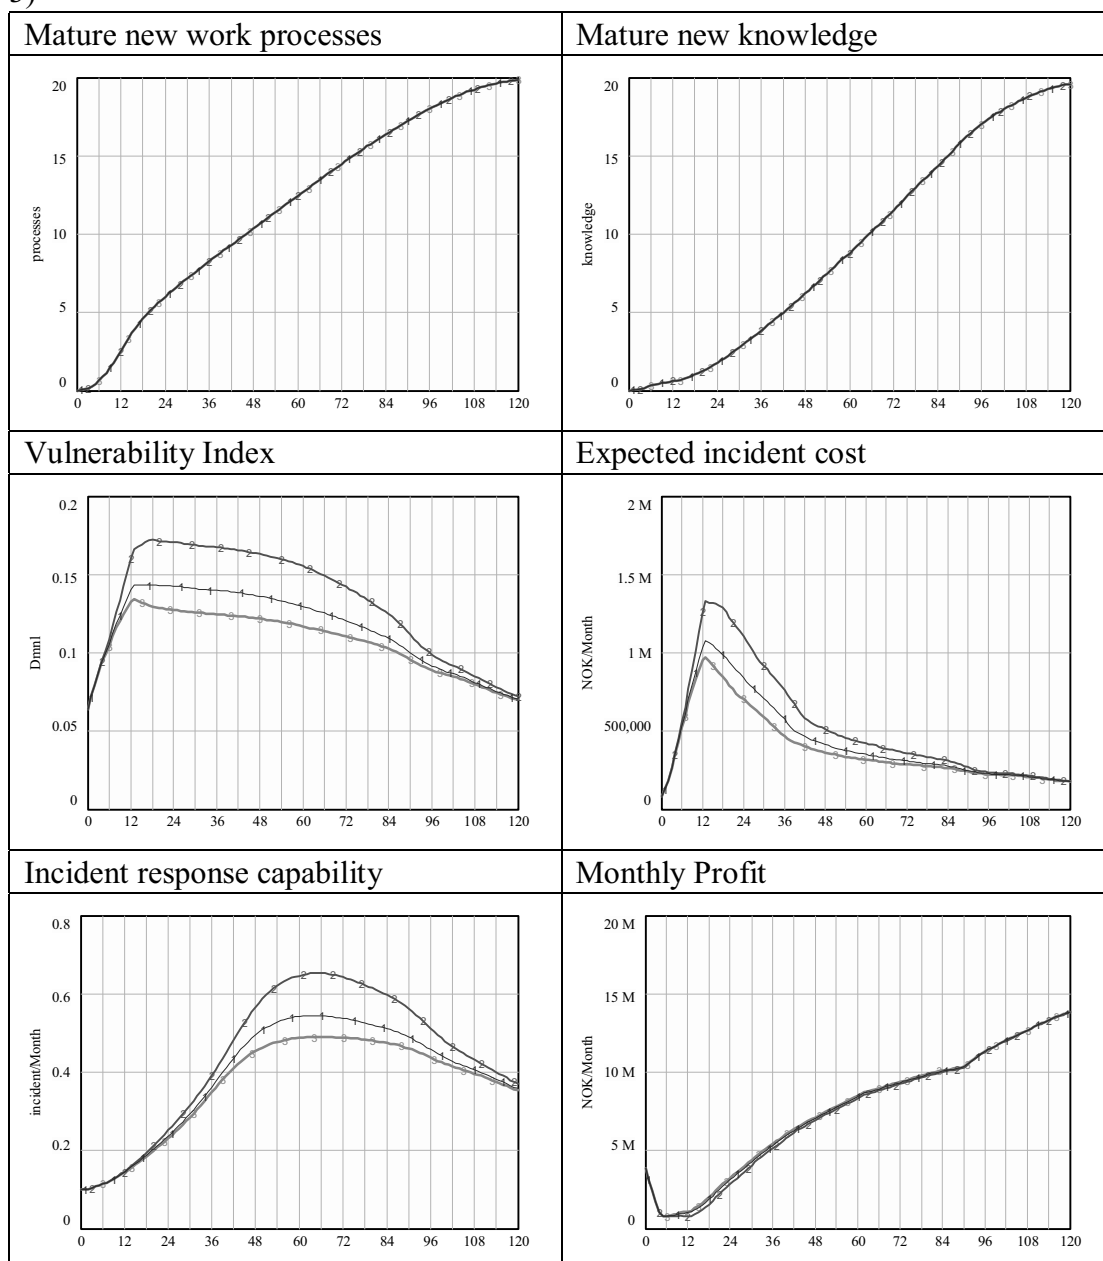 Mature new work processes
Mature new knowledge
20
15
10
5
0
processes
0 12 24 36 48 60 72 84 96 108 120
20
15
10
5
0
knowledge
0 12 24 36 48 60 72 84 96 108 120
Vulnerability Index
Expected incident cost
0.2
0.15
0.1
0.05
0
Dmnl
0 12 24 36 48 60 72 84 96 108 120
2 M
1.5 M
1 M
500,000
0
NOK/Month
0 12 24 36 48 60 72 84 96 108 120
Incident response capability
Monthly Profit
0.8
0.6
0.4
0.2
0
incident/Month
0 12 24 36 48 60 72 84 96 108 120
20 M
15 M
10 M
5 M
0
NOK/Month
0 12 24 36 48 60 72 84 96 108 120